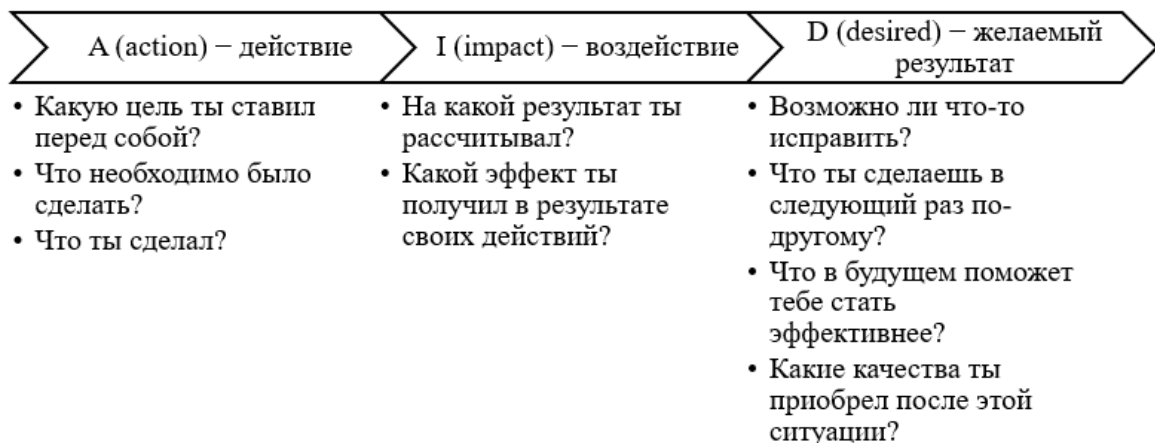 A (action) − действие
I (impact) − воздействие
D (desired) − желаемый
результат
• Какую цель ты ставил
перед собой?
• Что необходимо было
сделать?
• Что ты сделал?
• На какой результат ты
рассчитывал?
• Какой эффект ты
получил в результате
своих действий?
• Возможно ли что-то
исправить?
• Что ты сделаешь в
следующий раз по-
другому?
• Что в будущем поможет
тебе стать
эффективнее?
• Какие качества ты
приобрел после этой
ситуации?